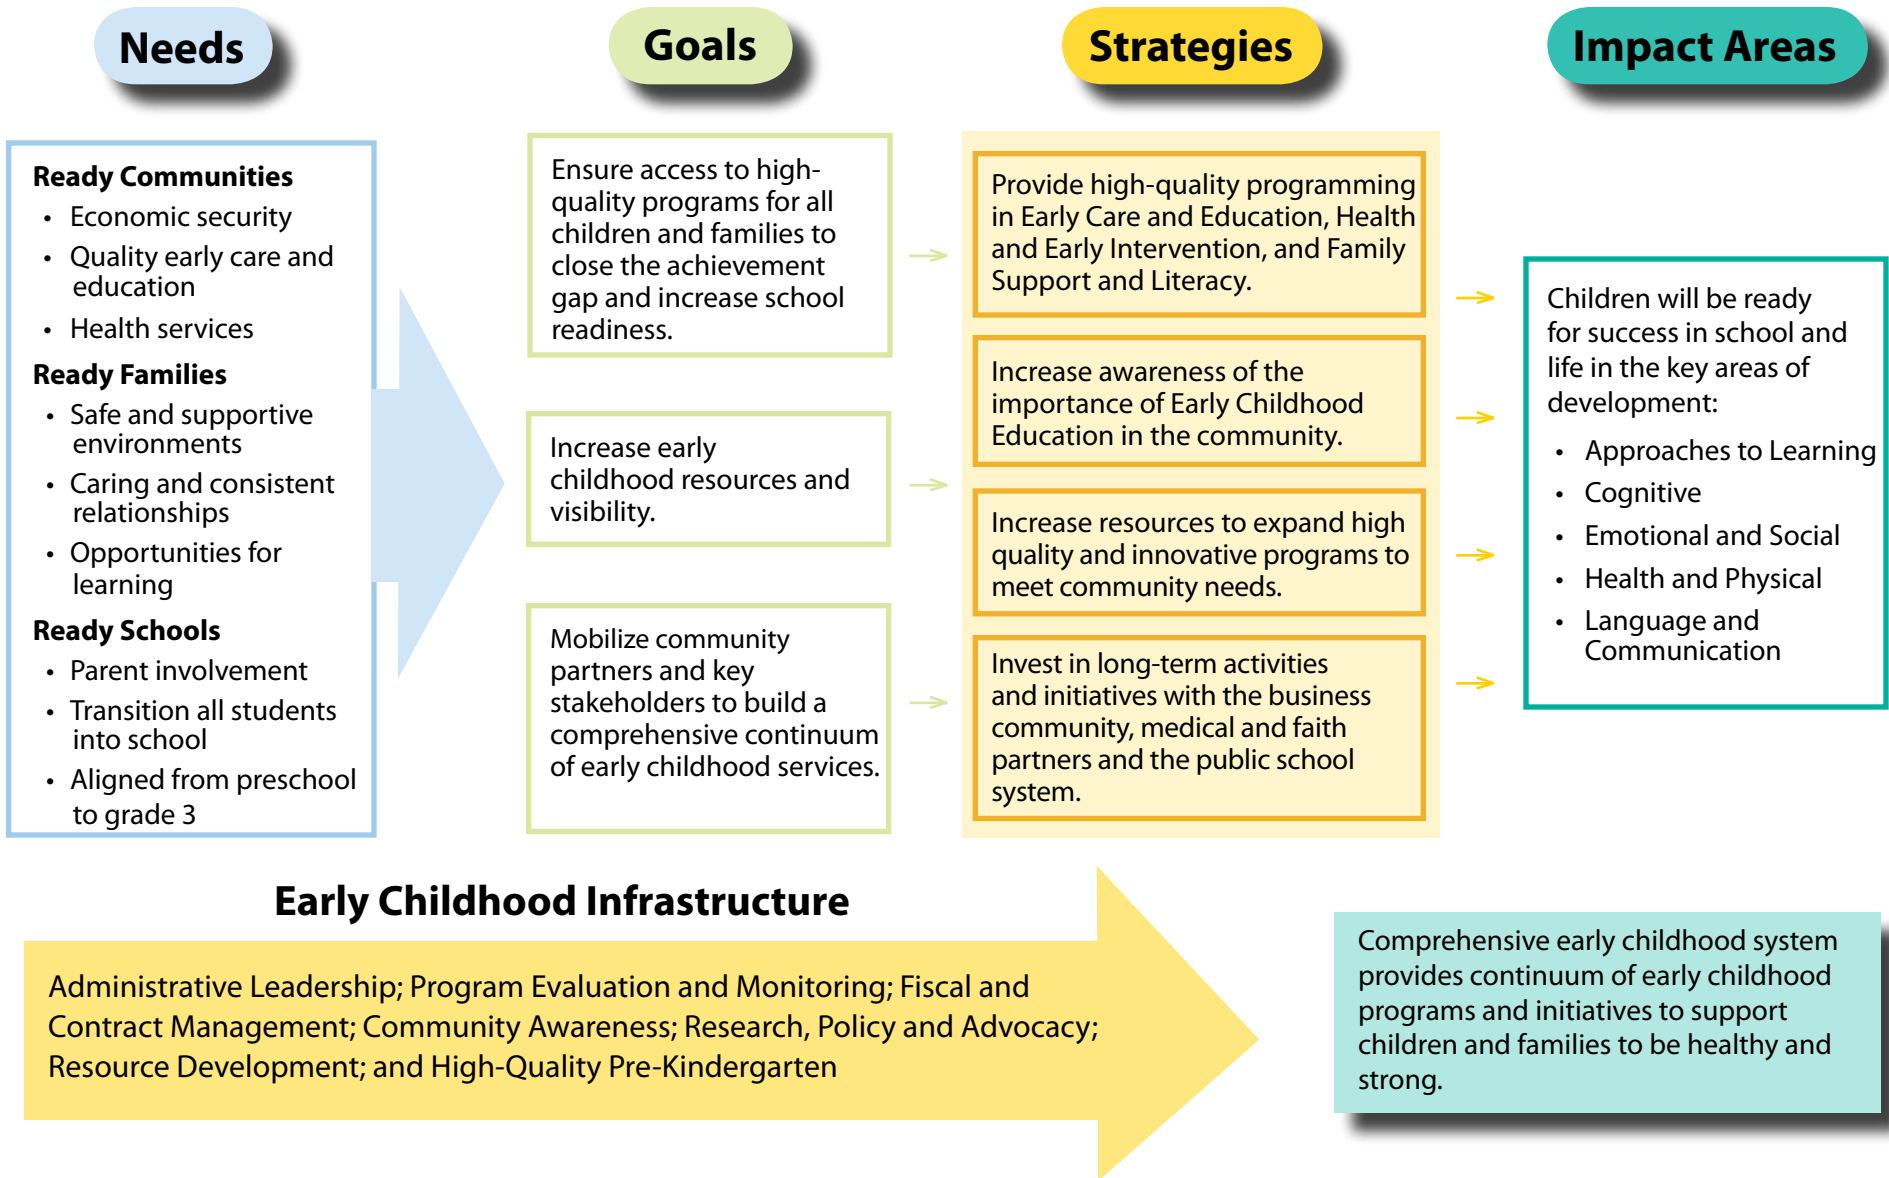 Needs
Goals
Strategies
Impact Areas
Ready Communities
• Economic security
• Quality early care and
education
• Health services
Ready Families
• Safe and supportive
environments
• Caring and consistent
relationships
• Opportunities for
learning
Ready Schools
• Parent involvement
• Transition all students
into school
• Aligned from preschool
to grade 3
Ensure access to high-
quality programs for all
children and families to
close the achievement
gap and increase school
readiness.
Increase early
childhood resources and
visibility.
Mobilize community
partners and key
stakeholders to build a
comprehensive continuum
of early childhood services.
Provide high-quality programming
in Early Care and Education, Health
and Early Intervention, and Family
Support and Literacy.
Increase awareness of the
importance of Early Childhood
Education in the community.
Increase resources to expand high
quality and innovative programs to
meet community needs.
Invest in long-term activities
and initiatives with the business
community, medical and faith
partners and the public school
system.
Children will be ready
for success in school and
life in the key areas of
development:
• Approaches to Learning
• Cognitive
• Emotional and Social
• Health and Physical
• Language and
Communication
Early Childhood Infrastructure
Administrative Leadership; Program Evaluation and Monitoring; Fiscal and
Contract Management; Community Awareness; Research, Policy and Advocacy;
Resource Development; and High-Quality Pre-Kindergarten
Comprehensive early childhood system
provides continuum of early childhood
programs and initiatives to support
children and families to be healthy and
strong.